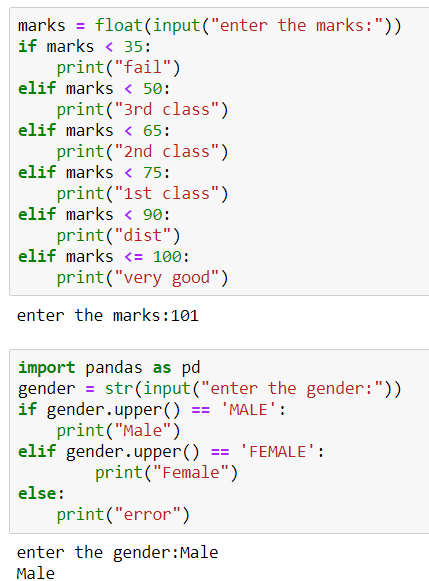 marks = float(input("enter the marks:"))
if marks < 35:
    print("fail")
elif marks < 50:
    print("3rd class")
elif marks < 65:
    print("2nd class")
elif marks < 75:
    print("1st class")
elif marks < 90:
    print("dist")
elif marks <= 100:
    print("very good")
enter the marks:101
import pandas as pd
gender = str(input("enter the gender:"))
if gender.upper() == 'MALE':
    print("Male")
elif gender.upper() == 'FEMALE':
        print("Female")
else:
    print("error")
enter the gender:Male
Male